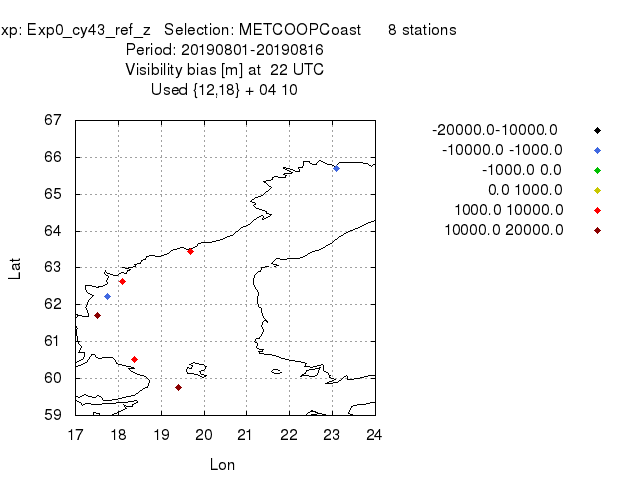 xp: Exp0_cy43_ref_z   Selection: METCOOPCoast      8 stations
Period: 20190801-20190816
Visibility bias [m] at  22 UTC
Used {12,18} + 04 10
67
66
65
64
63
62
61
60
59
17 18 19 20 21 22 23 24
Lat
Lon
-20000.0-10000.0
-10000.0 -1000.0
-1000.0 0.0
0.0 1000.0
1000.0 10000.0
10000.0 20000.0